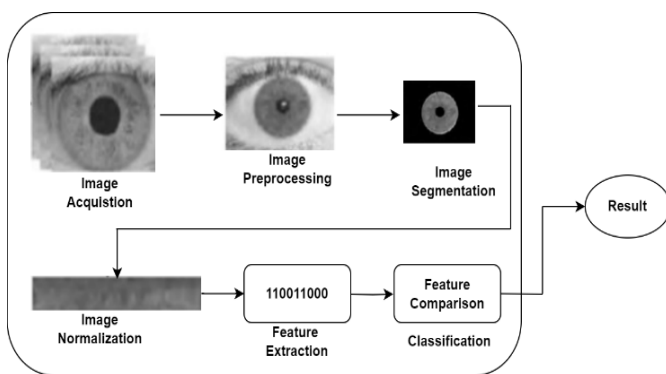 Image
Acquistion
Image
Preprocessing
Image
Segmentation
Result
Image
Normalization
110011000
Feature
Extraction
Feature
Comparison
Classification